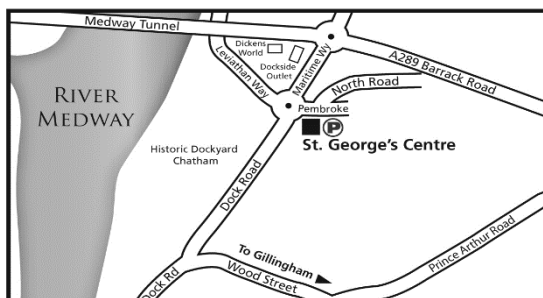 Medway Tunnel
Dickens
World
Dockside
Outlet
Leviathan Way
Maritime Wy
A289 Barrack Road
North Road
RIVER
MEDWAY
Pembroke
P
St. George's Centre
Historic Dockyard
Chatham
Dock Road
To Gillingham
Wood Street
Prince Arthur Road
Dock Rd